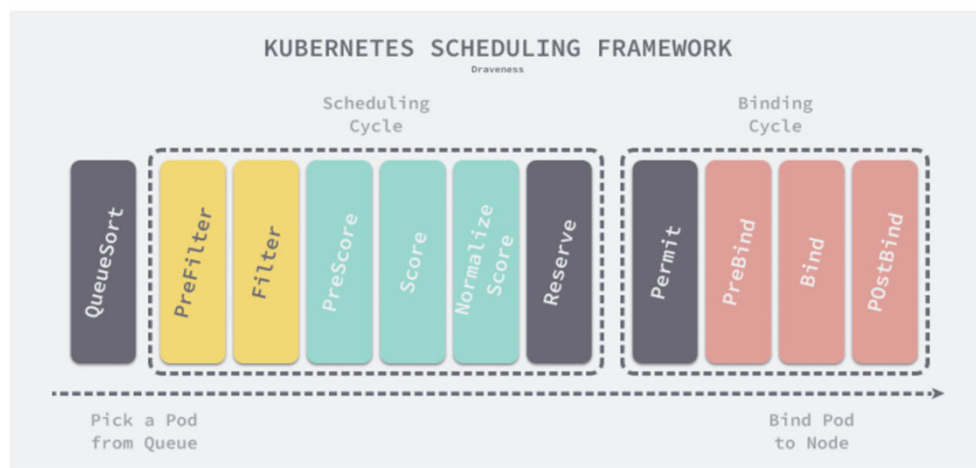 KUBERNETES SCHEDULING FRAMEWORK
Draveness
Scheduling
Cycle
Binding
Cycle
QueueSort
PreFilter
Filter
PreScore
Score
Normalize
Score
Reserve
Permit
PreBind
Bind
POstBind
Pick a Pod
from Queue
Bind Pod
to Node